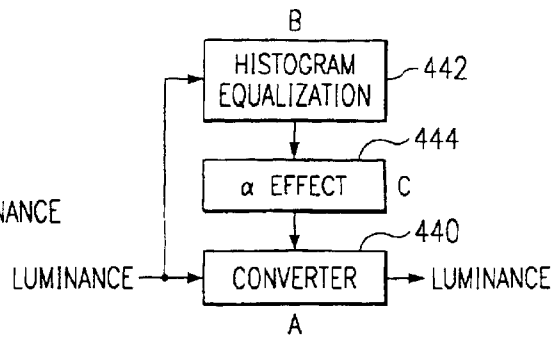 B
HISTOGRAM
EQUALIZATION
442
444
α EFFECT
C
440
LUMINANCE
CONVERTER
LUMINANCE
A